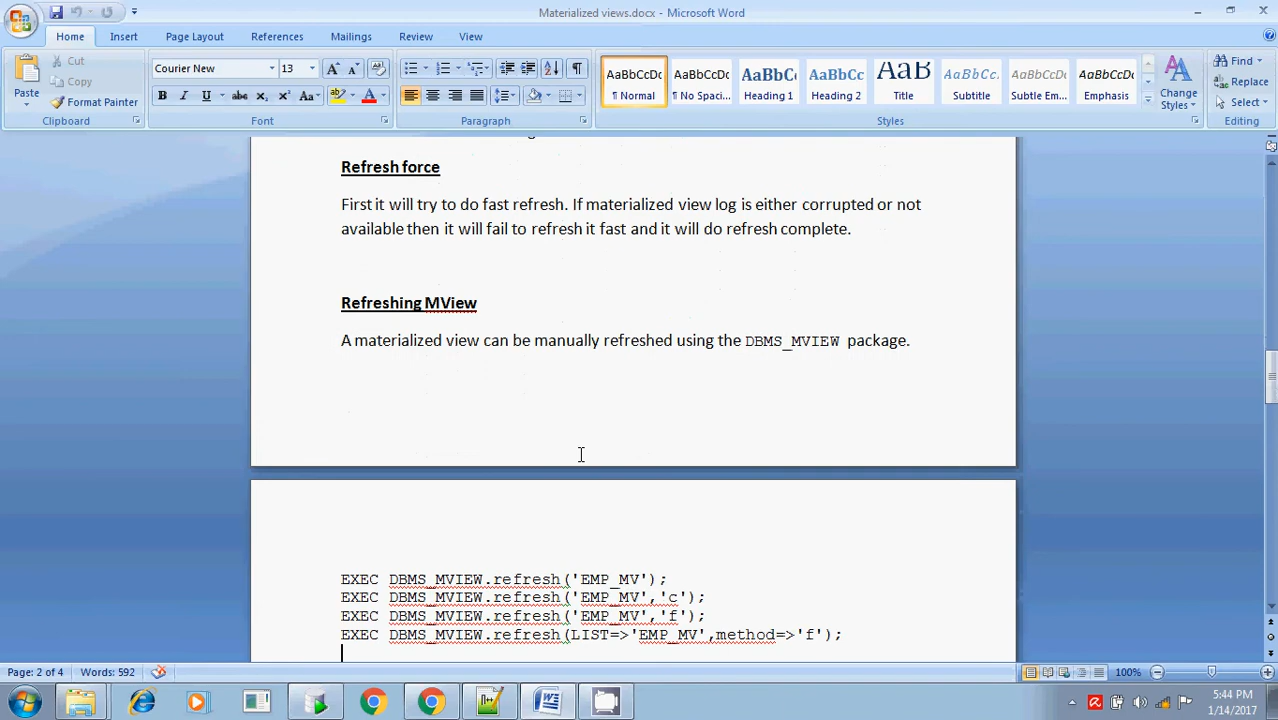 Materialized views.docx - Microsoft Word
Home Insert Page Layout References Mailings Review View
Paste
Cut
Copy
Format Painter
Clipboard
Courier New 13
Font
Paragraph
AaBbCcDc AaBbCcDc AaBbC AaBbCc AaB AaBbCc. AaBbCcDc AaBbCcDc
¶ Normal ¶ No Spaci... Heading 1 Heading 2 Title Subtitle Subtle Em... Emphasis
Change Styles
Styles
Find
Replace
Select
Editing
Refresh force
First it will try to do fast refresh. If materialized view log is either corrupted or not
available then it will fail to refresh it fast and it will do refresh complete.
Refreshing MView
A materialized view can be manually refreshed using the DBMS_MVIEW package.
EXEC DBMS_MVIEW.refresh('EMP_MV');
EXEC DBMS_MVIEW.refresh('EMP_MV','c');
EXEC DBMS_MVIEW.refresh('EMP_MV','f');
EXEC DBMS_MVIEW.refresh(LIST=>'EMP_MV',method=>'f');
Page: 2 of 4 Words: 592 100%
5:44 PM
1/14/2017